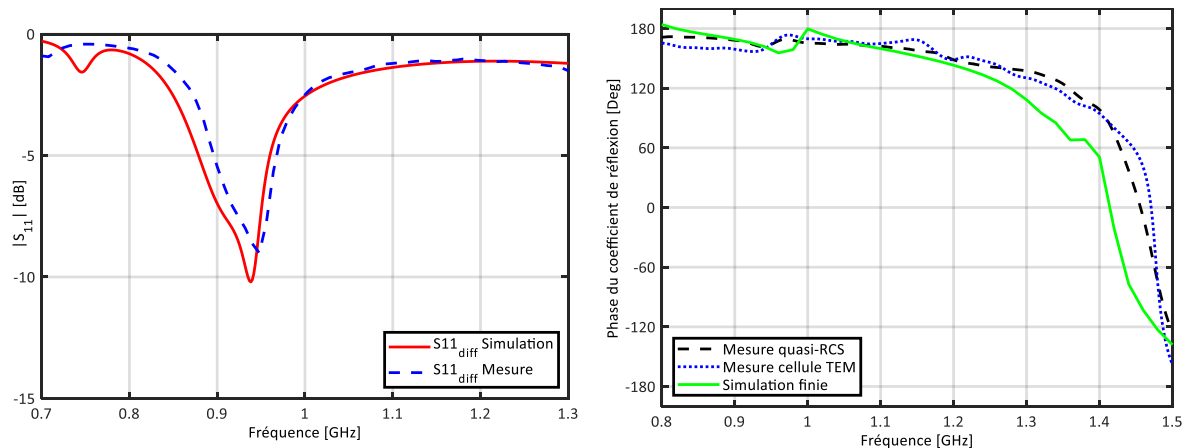 0
-5
-10
-15
|S11| [dB]
0.7 0.8 0.9 1 1.1 1.2 1.3
Fréquence [GHz]
S11diff Simulation
S11diff Mesure
180
120
60
0
-60
-120
-180
Phase du coefficient de réflexion [Deg]
0.8 0.9 1 1.1 1.2 1.3 1.4 1.5
Fréquence [GHz]
Mesure quasi-RCS
Mesure cellule TEM
Simulation finie